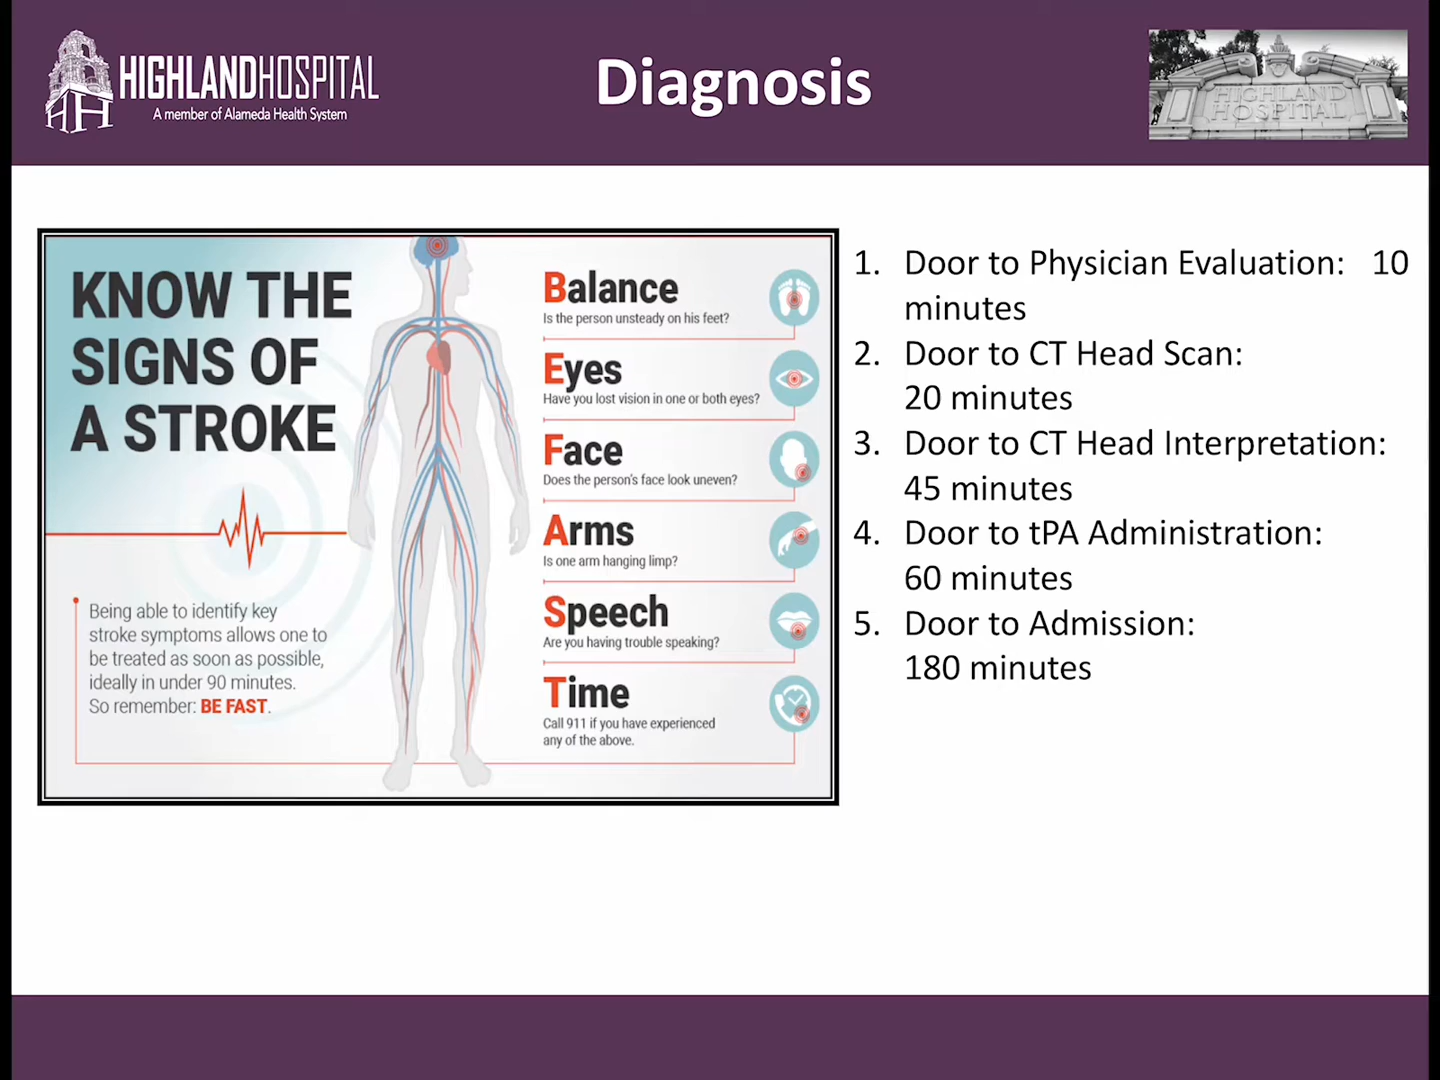 HIGHLANDHOSPITAL
A member of Alameda Health System
Diagnosis
HIGHLAND
HOSPITAL
KNOW THE
SIGNS OF
A STROKE
Being able to identify key
stroke symptoms allows one to
be treated as soon as possible,
ideally in under 90 minutes.
So remember: BE FAST.
Balance
Is the person unsteady on his feet?
Eyes
Have you lost vision in one or both eyes?
Face
Does the person's face look uneven?
Arms
Is one arm hanging limp?
Speech
Are you having trouble speaking?
Time
Call 911 if you have experienced
any of the above.
1. Door to Physician Evaluation: 10
minutes
2. Door to CT Head Scan:
20 minutes
3. Door to CT Head Interpretation:
45 minutes
4. Door to tPA Administration:
60 minutes
5. Door to Admission:
180 minutes